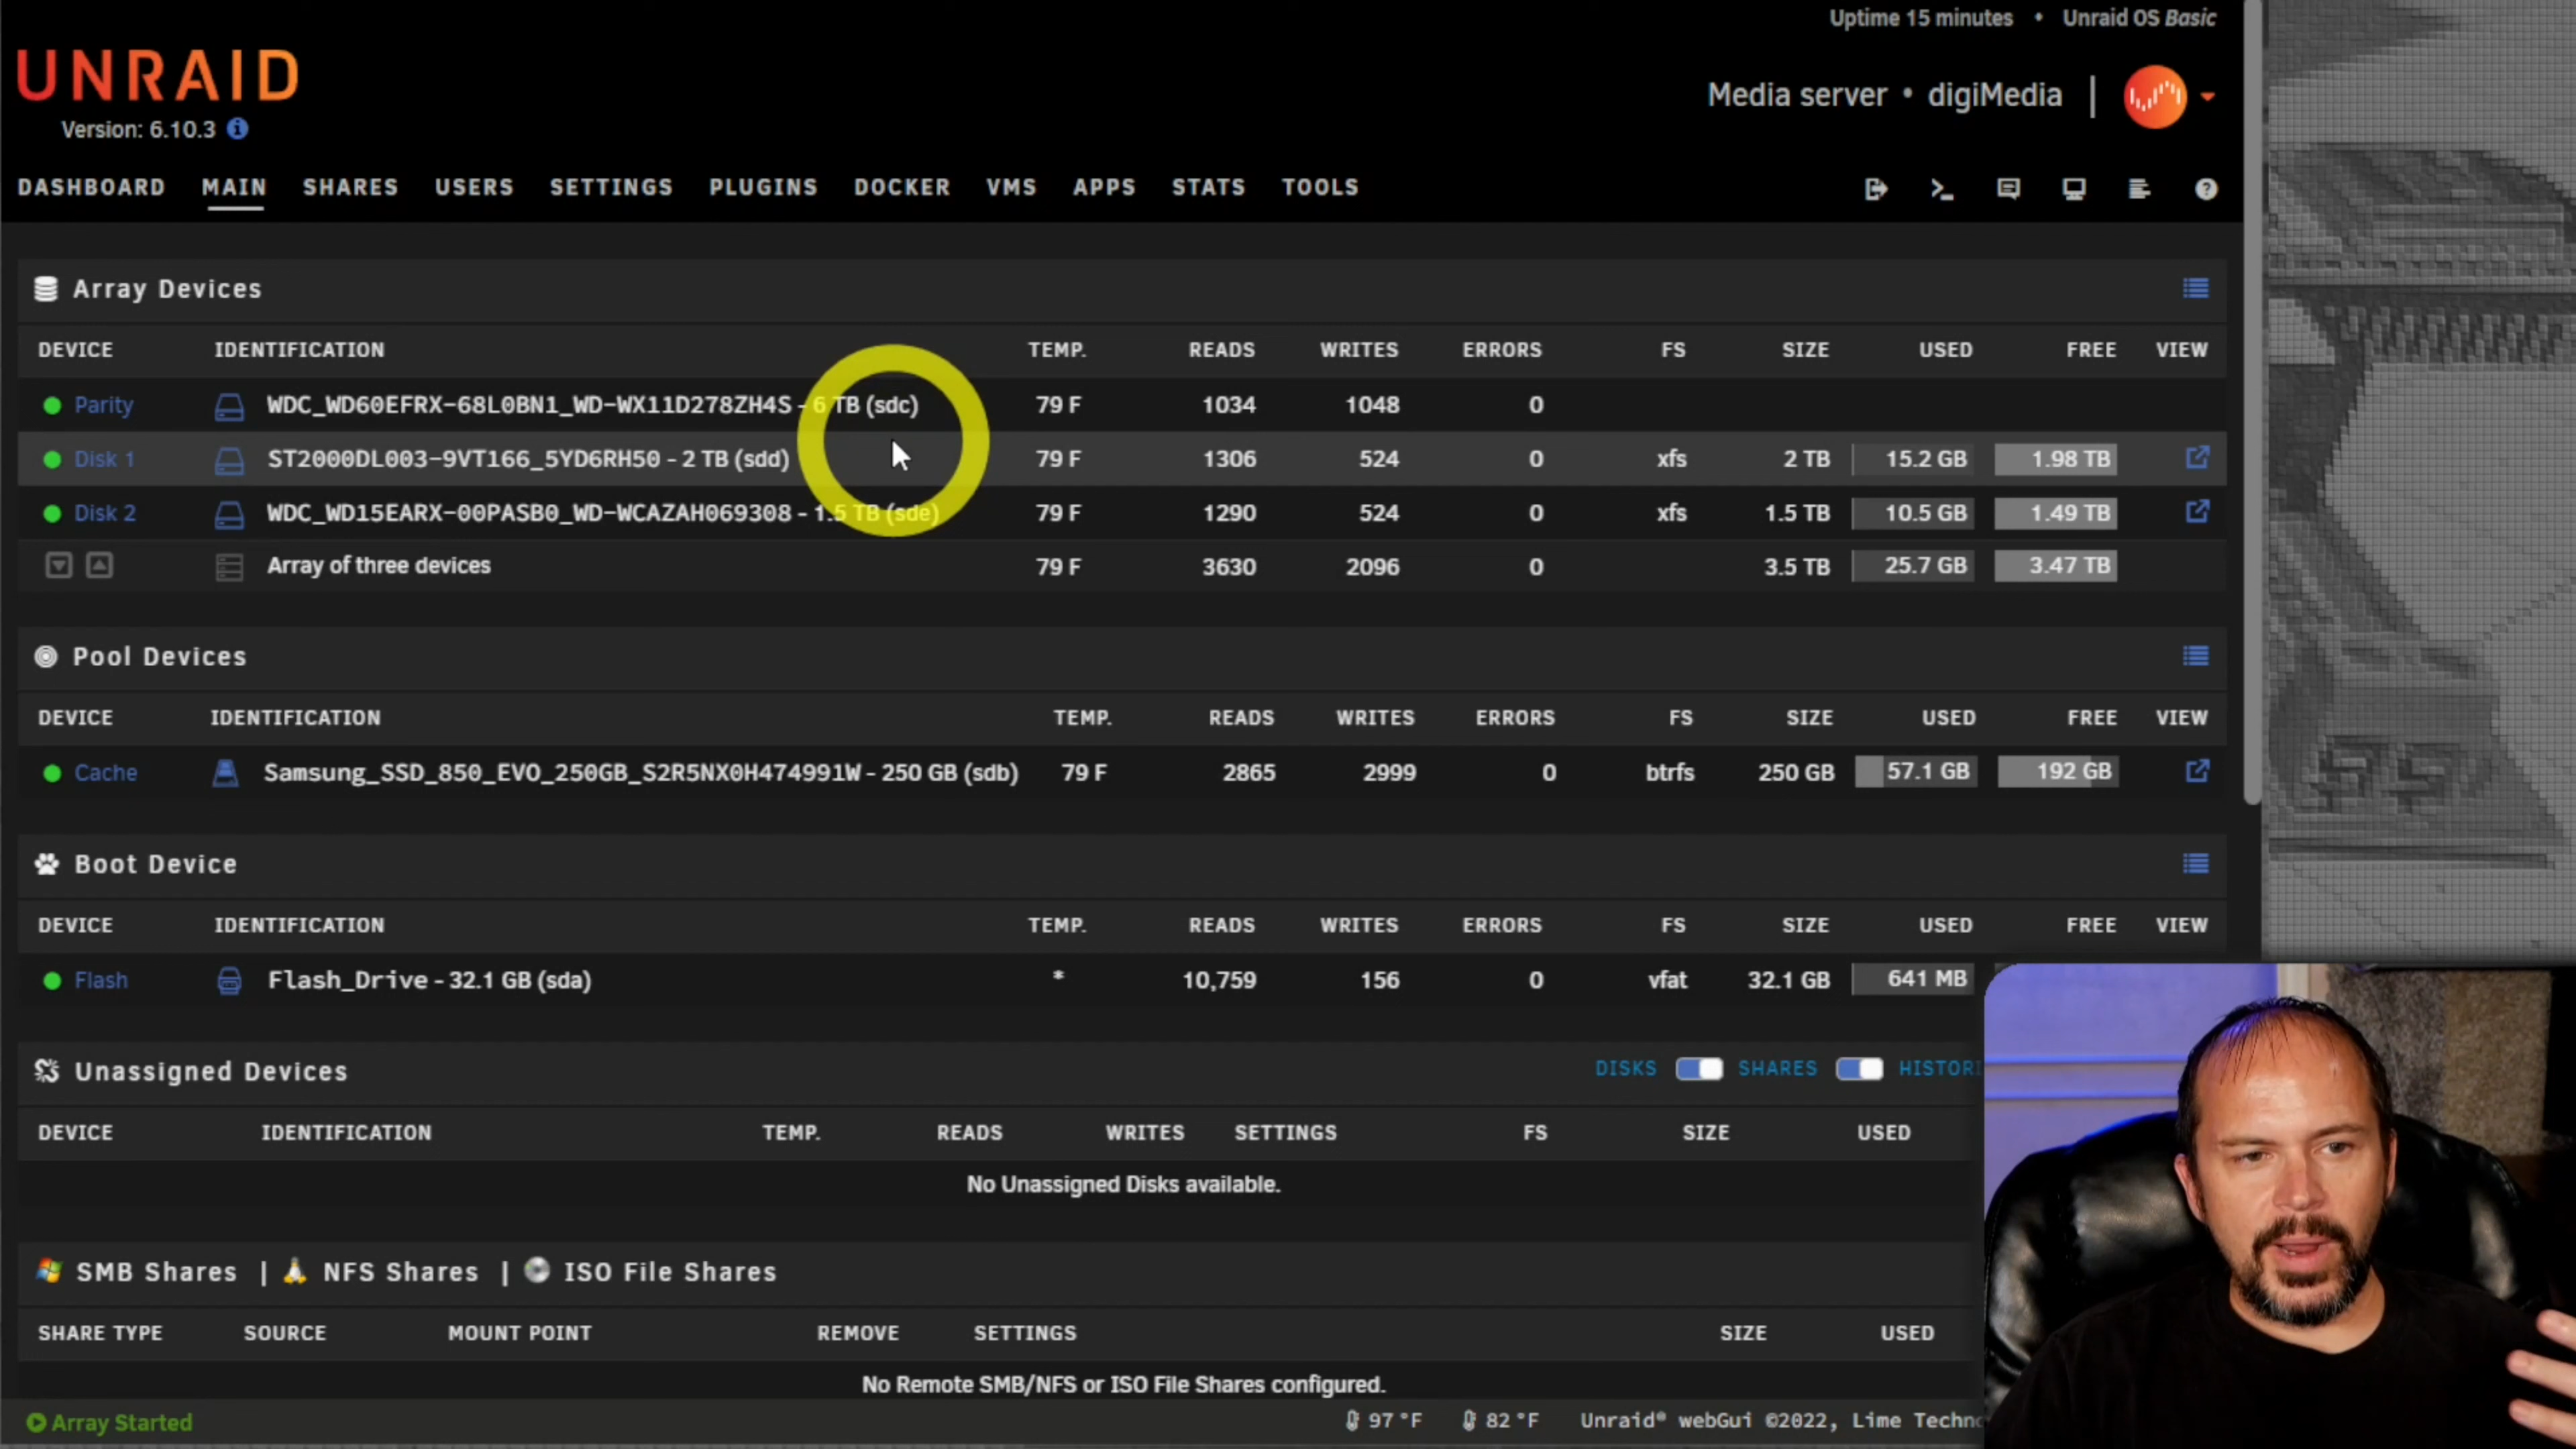 Uptime 15 minutes • Unraid OS Basic
UNRAID
Version: 6.10.3
Media server • digiMedia |
DASHBOARD MAIN SHARES USERS SETTINGS PLUGINS DOCKER VMS APPS STATS TOOLS
Array Devices
DEVICE IDENTIFICATION TEMP. READS WRITES ERRORS FS SIZE USED FREE VIEW
Parity WDC_WD60EFRX-68L0BN1_WD-WX11D278ZH4S - 6 TB (sdc) 79 F 1034 1048 0
Disk 1 ST2000DL003-9VT166_5YD6RH50 - 2 TB (sdd) 79 F 1306 524 0 xfs 2 TB 15.2 GB 1.98 TB
Disk 2 WDC_WD15EARX-00PASB0_WD-WCAZAH069308 - 1.5 TB (sde) 79 F 1290 524 0 xfs 1.5 TB 10.5 GB 1.49 TB
Array of three devices 79 F 3630 2096 0 3.5 TB 25.7 GB 3.47 TB
Pool Devices
DEVICE IDENTIFICATION TEMP. READS WRITES ERRORS FS SIZE USED FREE VIEW
Cache Samsung_SSD_850_EVO_250GB_S2R5NX0H474991W - 250 GB (sdb) 79 F 2865 2999 0 btrfs 250 GB 57.1 GB 192 GB
Boot Device
DEVICE IDENTIFICATION TEMP. READS WRITES ERRORS FS SIZE USED FREE VIEW
Flash Flash_Drive - 32.1 GB (sda) * 10,759 156 0 vfat 32.1 GB 641 MB
Unassigned Devices DISKS SHARES HISTORI
DEVICE IDENTIFICATION TEMP. READS WRITES SETTINGS FS SIZE USED
No Unassigned Disks available.
SMB Shares | NFS Shares | ISO File Shares
SHARE TYPE SOURCE MOUNT POINT REMOVE SETTINGS SIZE USED
No Remote SMB/NFS or ISO File Shares configured.
Array Started 97 °F 82 °F Unraid® webGui ©2022, Lime Techno